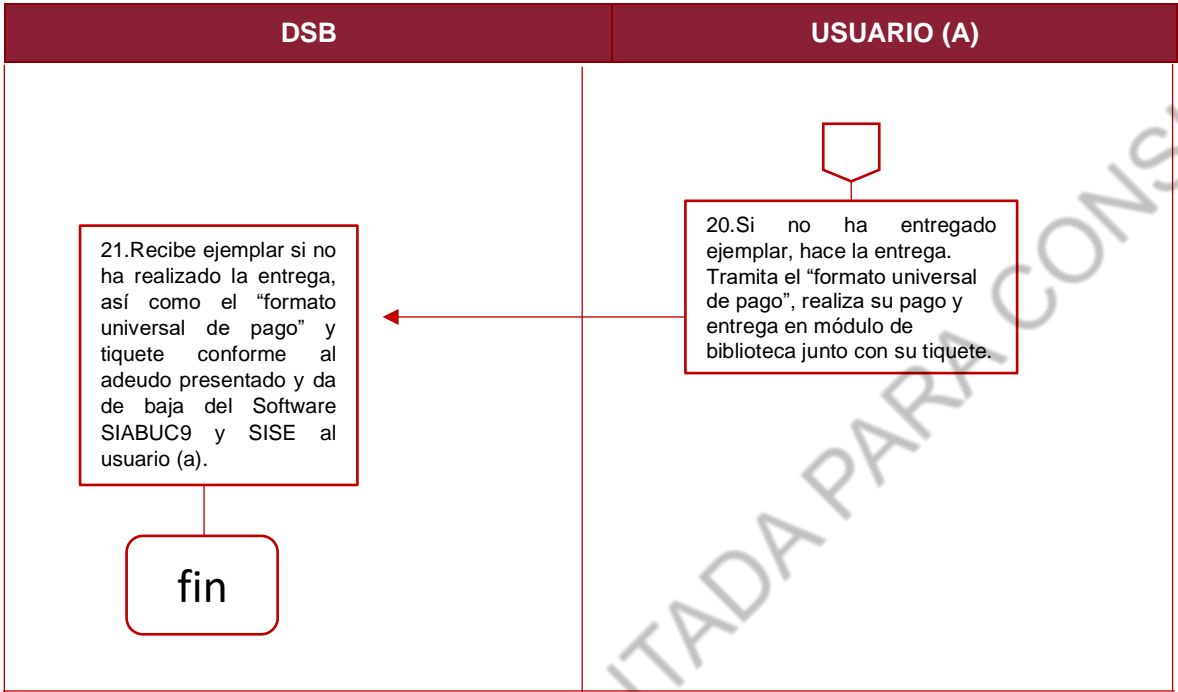 DSB
USUARIO (A)
20.Si no ha entregado
ejemplar, hace la entrega.
Tramita el “formato universal
de pago”, realiza su pago y
entrega en módulo de
biblioteca junto con su tiquete.
21.Recibe ejemplar si no
ha realizado la entrega,
así como el “formato
universal de pago” y
tiquete conforme al
adeudo presentado y da
de baja del Software
SIABUC9 y SISE al
usuario (a).
fin
PARA